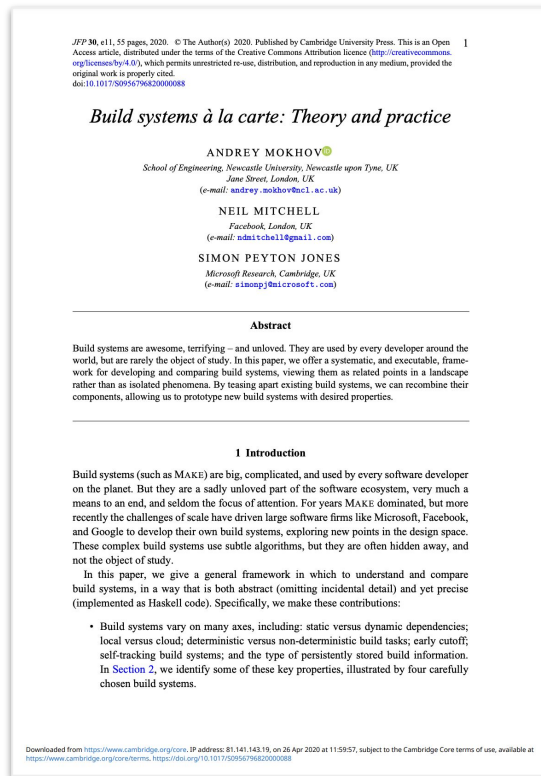 JFP 30, e11, 55 pages, 2020. © The Author(s) 2020. Published by Cambridge University Press. This is an Open 1
Access article, distributed under the terms of the Creative Commons Attribution licence (http://creativecommons.
org/licenses/by/4.0/), which permits unrestricted re-use, distribution, and reproduction in any medium, provided the
original work is properly cited.
doi:10.1017/S0956796820000088
Build systems à la carte: Theory and practice
ANDREY MOKHOV
School of Engineering, Newcastle University, Newcastle upon Tyne, UK
Jane Street, London, UK
(e-mail: andrey.mokhov@ncl.ac.uk)
NEIL MITCHELL
Facebook, London, UK
(e-mail: ndmitchell@gmail.com)
SIMON PEYTON JONES
Microsoft Research, Cambridge, UK
(e-mail: simonpj@microsoft.com)
Abstract
Build systems are awesome, terrifying – and unloved. They are used by every developer around the
world, but are rarely the object of study. In this paper, we offer a systematic, and executable, frame-
work for developing and comparing build systems, viewing them as related points in a landscape
rather than as isolated phenomena. By teasing apart existing build systems, we can recombine their
components, allowing us to prototype new build systems with desired properties.
1 Introduction
Build systems (such as MAKE) are big, complicated, and used by every software developer
on the planet. But they are a sadly unloved part of the software ecosystem, very much a
means to an end, and seldom the focus of attention. For years MAKE dominated, but more
recently the challenges of scale have driven large software firms like Microsoft, Facebook,
and Google to develop their own build systems, exploring new points in the design space.
These complex build systems use subtle algorithms, but they are often hidden away, and
not the object of study.
In this paper, we give a general framework in which to understand and compare
build systems, in a way that is both abstract (omitting incidental detail) and yet precise
(implemented as Haskell code). Specifically, we make these contributions:
• Build systems vary on many axes, including: static versus dynamic dependencies;
local versus cloud; deterministic versus non-deterministic build tasks; early cutoff;
self-tracking build systems; and the type of persistently stored build information.
In Section 2, we identify some of these key properties, illustrated by four carefully
chosen build systems.
Downloaded from https://www.cambridge.org/core. IP address: 81.141.143.19, on 26 Apr 2020 at 11:59:57, subject to the Cambridge Core terms of use, available at
https://www.cambridge.org/core/terms. https://doi.org/10.1017/S0956796820000088